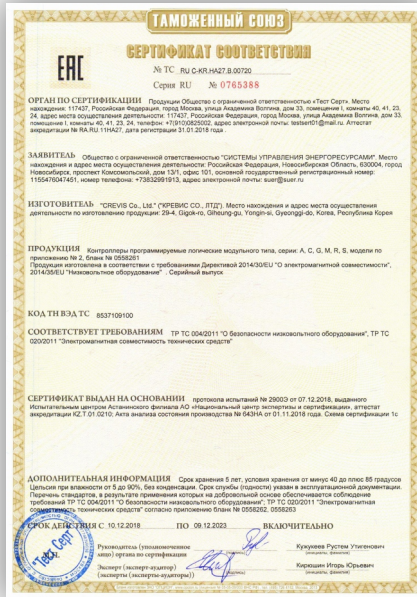 ТАМОЖЕННЫЙ СОЮЗ
EAC
СЕРТИФИКАТ СООТВЕТСТВИЯ
№ ТС RU C-KR.HA27.B.00720
Серия RU № 0765388
ОРГАН ПО СЕРТИФИКАЦИИ Продукции Общество с ограниченной ответственностью «Тест Серт». Место
нахождения: 117437, Российская Федерация, город Москва, улица Академика Волгина, дом 33, помещение I, комнаты 40, 41, 23,
24, адрес места осуществления деятельности: 117437, Российская Федерация, город Москва, улица Академика Волгина, дом 33,
помещение I, комнаты 40, 41, 23, 24, телефон: +7(910)0825002, адрес электронной почты: testsert01@mail.ru. Аттестат
аккредитации № RA.RU.11HA27, дата регистрации 31.01.2018 года .
ЗАЯВИТЕЛЬ Общество с ограниченной ответственностью "СИСТЕМЫ УПРАВЛЕНИЯ ЭНЕРГОРЕСУРСАМИ". Место
нахождения и адрес места осуществления деятельности: Российская Федерация, Новосибирская Область, 630004, город
Новосибирск, проспект Комсомольский, дом 13/1, офис 101, основной государственный регистрационный номер:
1155476047451, номер телефона: +73832991913, адрес электронной почты: suer@suer.ru
ИЗГОТОВИТЕЛЬ "CREVIS Co., Ltd." ("КРЕВИС СО., ЛТД"). Место нахождения и адрес места осуществления
деятельности по изготовлению продукции: 29-4, Gigok-ro, Giheung-gu, Yongin-si, Gyeonggi-do, Korea, Республика Корея
ПРОДУКЦИЯ Контроллеры программируемые логические модульного типа, серии: A, C, G, M, R, S, модели по
приложению № 2, бланк № 0558261
Продукция изготовлена в соответствии с требованиями Директивой 2014/30/EU "О электромагнитной совместимости",
2014/35/EU "Низковольтное оборудование" . Серийный выпуск
КОД ТН ВЭД ТС 8537109100
СООТВЕТСТВУЕТ ТРЕБОВАНИЯМ ТР ТС 004/2011 "О безопасности низковольтного оборудования", ТР ТС
020/2011 "Электромагнитная совместимость технических средств"
СЕРТИФИКАТ ВЫДАН НА ОСНОВАНИИ протокола испытаний № 2900Э от 07.12.2018, выданного
Испытательным центром Астанинского филиала АО «Национальный центр экспертизы и сертификации», аттестат
аккредитации KZ.T.01.0210; Акта анализа состояния производства № 643HA от 01.11.2018 года. Схема сертификации 1с
ДОПОЛНИТЕЛЬНАЯ ИНФОРМАЦИЯ Срок хранения 5 лет, условия хранения от минус 40 до плюс 85 градусов
Цельсия при влажности от 5 до 90%, без конденсации. Срок службы (годности) указан в эксплуатационной документации.
Перечень стандартов, в результате применения которых на добровольной основе обеспечивается соблюдение
требований ТР ТС 004/2011 "О безопасности низковольтного оборудования"; ТР ТС 020/2011 "Электромагнитная
совместимость технических средств" согласно приложению бланк № 0558262, 0558263
СРОК ДЕЙСТВИЯ С 10.12.2018 ПО 09.12.2023 ВКЛЮЧИТЕЛЬНО
"Тест Серт"
М.П.
Руководитель (уполномоченное
лицо) органа по сертификации
(подпись)
Кужукеев Рустем Утигенович
(инициалы, фамилия)
Эксперт (эксперт-аудитор)
(эксперты (эксперты-аудиторы))
(подпись)
Кирюшин Игорь Юрьевич
(инициалы, фамилия)